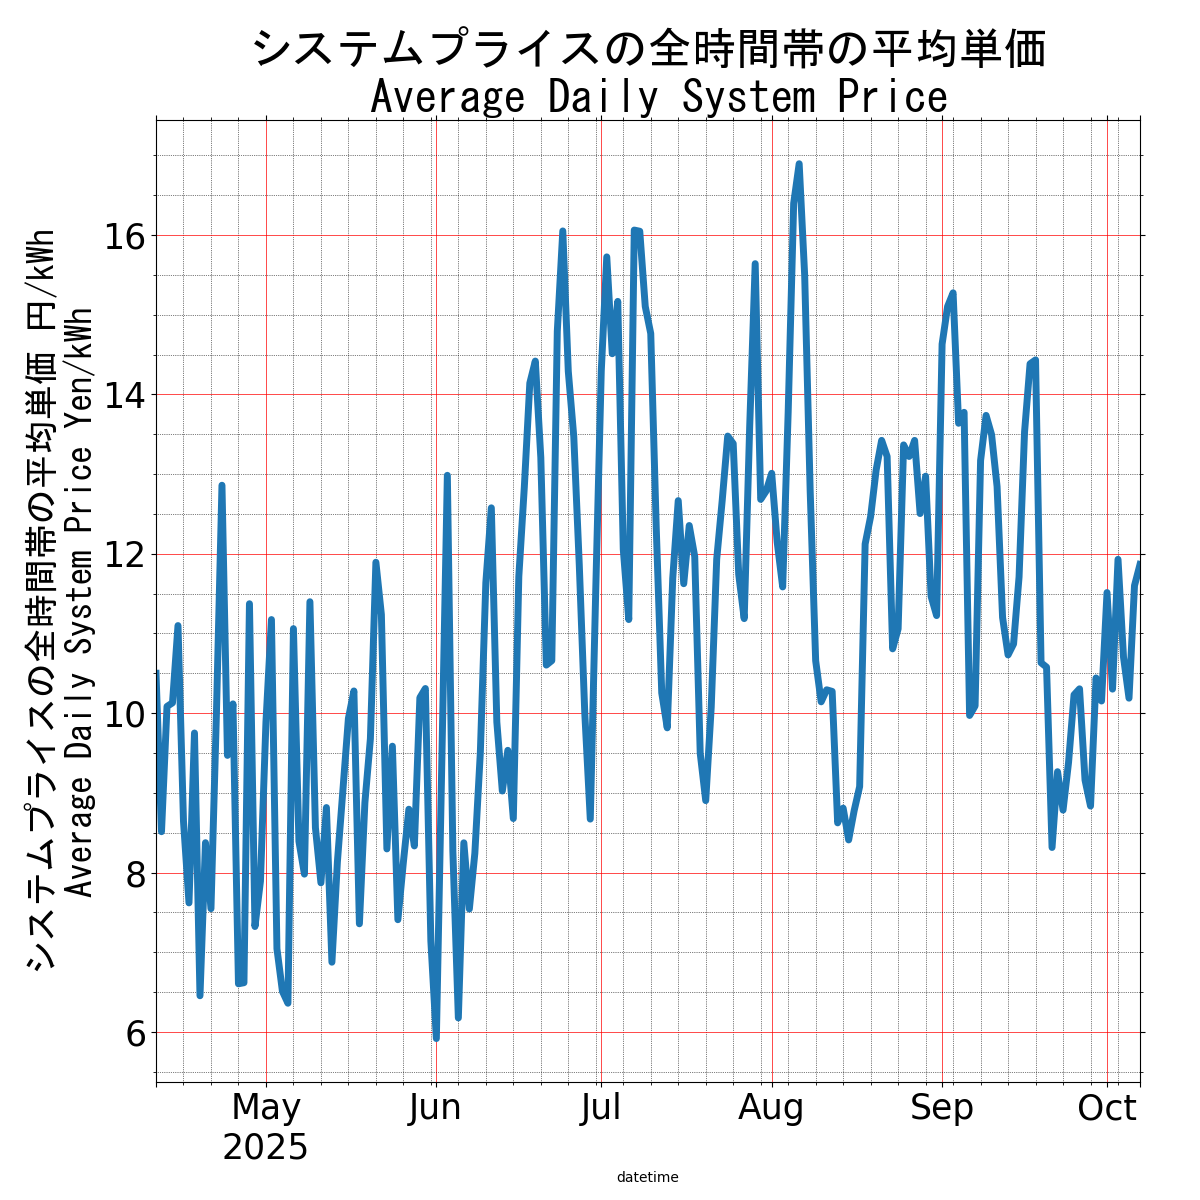 システムプライスの全時間帯の平均単価
Average Daily System Price
システムプライスの全時間帯の平均単価 円/kWh
Average Daily System Price Yen/kWh
16
14
12
10
8
6
May
2025
Jun
Jul
Aug
Sep
Oct
datetime